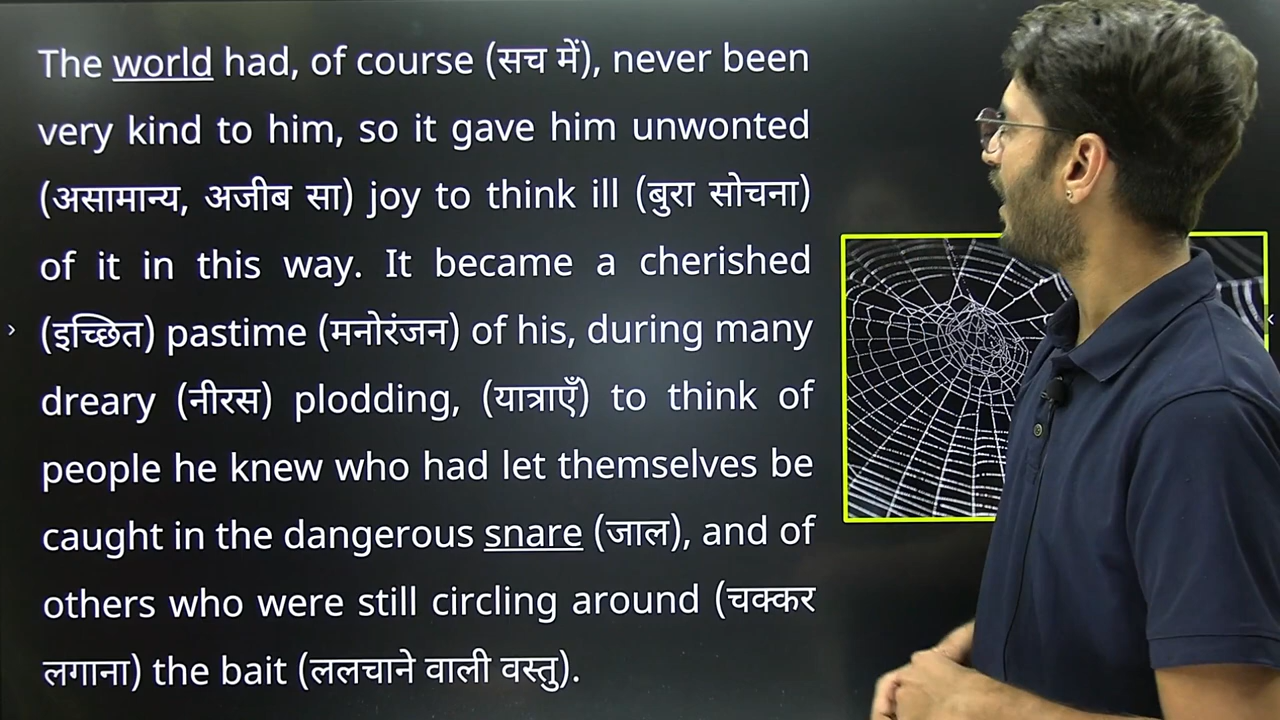 The world had, of course (सच में), never been
very kind to him, so it gave him unwonted
(असामान्य, अजीब सा) joy to think ill (बुरा सोचना)
of it in this way. It became a cherished
(इच्छित) pastime (मनोरंजन) of his, during many
dreary (नीरस) plodding, (यात्राएँ) to think of
people he knew who had let themselves be
caught in the dangerous snare (जाल), and of
others who were still circling around (चक्कर
लगाना) the bait (ललचाने वाली वस्तु).